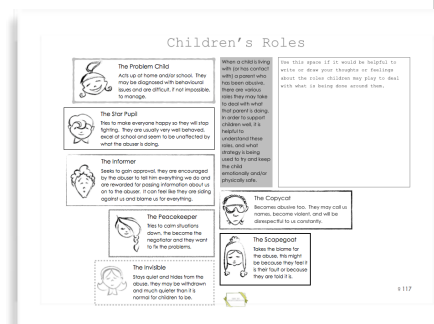 Children's Roles
The Problem Child
Acts up at home and/or school. They
may be diagnosed with behavioural
issues and are difficult, if not impossible,
to manage.
The Star Pupil
Tries to make everyone happy so they will stop
fighting. They are usually very well behaved,
excel at school and seem to be unaffected by
what the abuser is doing.
The Informer
Seeks to gain approval, they are encouraged
by the abuser to tell him everything we do and
are rewarded for passing information about us
on to the abuser. It can feel like they are siding
against us and blame us for everything.
The Peacekeeper
Tries to calm situations
down, the become the
negotiator and they want
to fix the problems.
The Invisible
Stays quiet and hides from the
abuse, they may be withdrawn
and much quieter than it is
normal for children to be.
When a child is living
with (or has contact
with) a parent who
has been abusive,
there are various
roles they may take
to deal with what
that parent is doing.
In order to support
children well, it is
helpful to
understand these
roles, and what
strategy is being
used to try and keep
the child
emotionally and/or
physically safe.
Use this space if it would be helpful to
write or draw your thoughts or feelings
about the roles children may play to deal
with what is being done around them.
The Copycat
Becomes abusive too. They may call us
names, become violent, and will be
disrespectful to us constantly.
The Scapegoat
Takes the blame for
the abuse, this might
be because they feel it
is their fault or because
they are told it is.
117